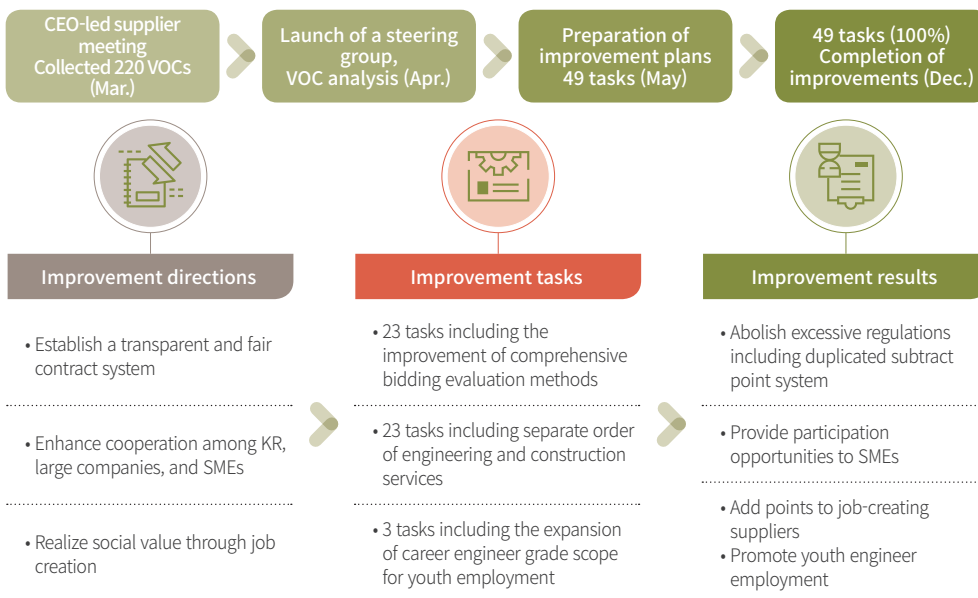 CEO-led supplier
meeting
Collected 220 VOCs
(Mar.)
Launch of a steering
group,
VOC analysis (Apr.)
Preparation of
improvement plans
49 tasks (May)
49 tasks (100%)
Completion of
improvements (Dec.)
Improvement directions
• Establish a transparent and fair
contract system
• Enhance cooperation among KR,
large companies, and SMEs
• Realize social value through job
creation
Improvement tasks
• 23 tasks including the
improvement of comprehensive
bidding evaluation methods
• 23 tasks including separate order
of engineering and construction
services
• 3 tasks including the expansion
of career engineer grade scope
for youth employment
Improvement results
• Abolish excessive regulations
including duplicated subtract
point system
• Provide participation
opportunities to SMEs
• Add points to job-creating
suppliers
• Promote youth engineer
employment